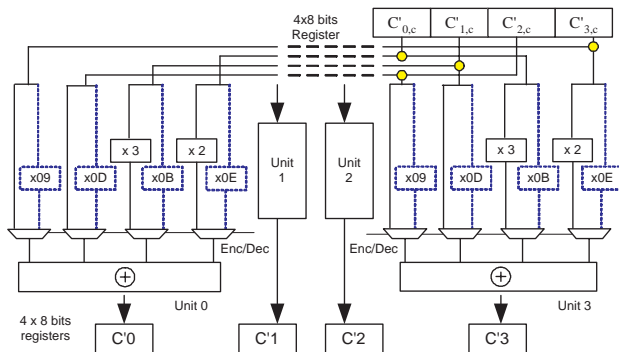 4x8 bits
Register
C'0,c C'1,c C'2,c C'3,c
x 3 x 2 x 3 x 2
Unit
1
Unit
2
x09 x0D x0B x0E x09 x0D x0B x0E
Enc/Dec Enc/Dec
Unit 0 Unit 3
4 x 8 bits
registers
C'0 C'1 C'2 C'3